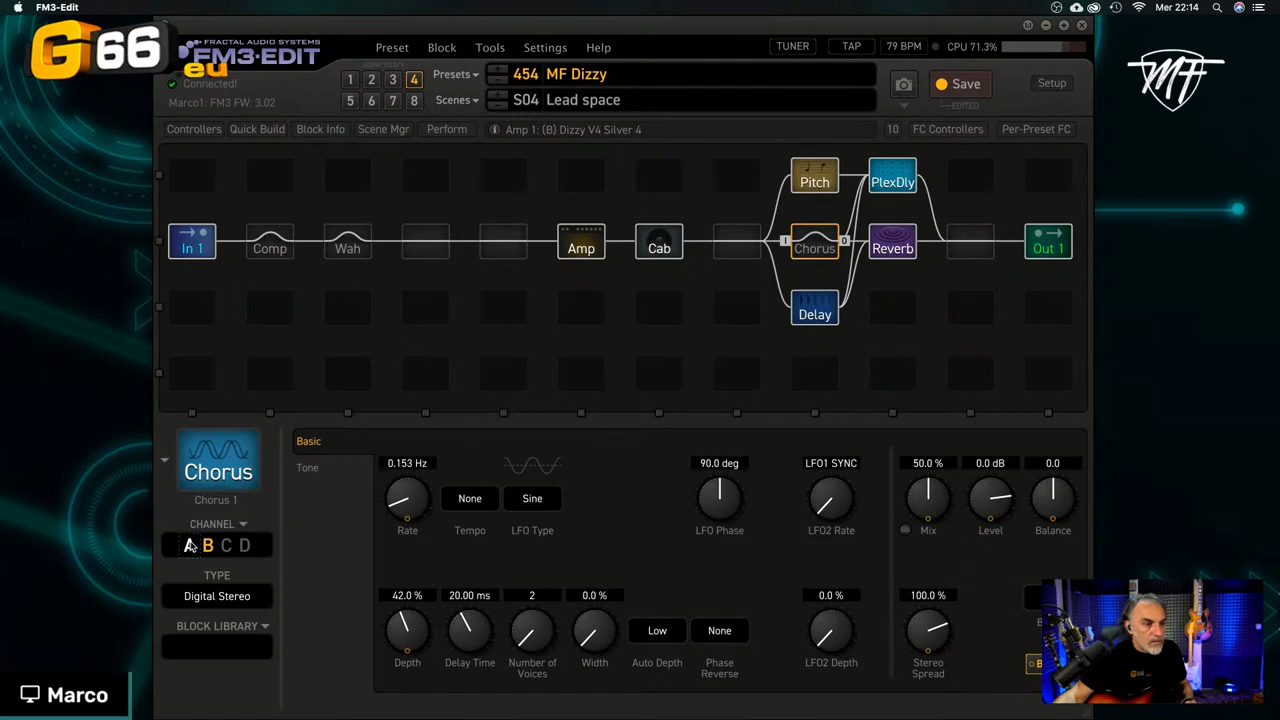 FM3-Edit
Mer 22:14
G 66
eu
FRACTAL AUDIO SYSTEMS
FM3-EDIT
Connected!
Marco1: FM3 FW: 3.02
Preset Block Tools Settings Help
TUNER TAP 79 BPM CPU 71.3%
SCENE SELECT
1 2 3 4
5 6 7 8
Presets 454 MF Dizzy
Scenes S04 Lead space
Save
EDITED
Setup
Controllers Quick Build Block Info Scene Mgr Perform Amp 1: (B) Dizzy V4 Silver 4 10 FC Controllers Per-Preset FC
MF
Pitch PlexDly
In 1 Comp Wah Amp Cab I Chorus O Reverb Out 1
Delay
Chorus
Chorus 1
CHANNEL
A B C D
TYPE
Digital Stereo
BLOCK LIBRARY
Basic
Tone
0.153 Hz 90.0 deg LFO1 SYNC 50.0 % 0.0 dB 0.0
None Sine
Rate Tempo LFO Type LFO Phase LFO2 Rate Mix Level Balance
42.0 % 20.00 ms 2 0.0 % 0.0 % 100.0 %
Low None
Depth Delay Time Number of Voices Width Auto Depth Phase Reverse LFO2 Depth Stereo Spread
Marco